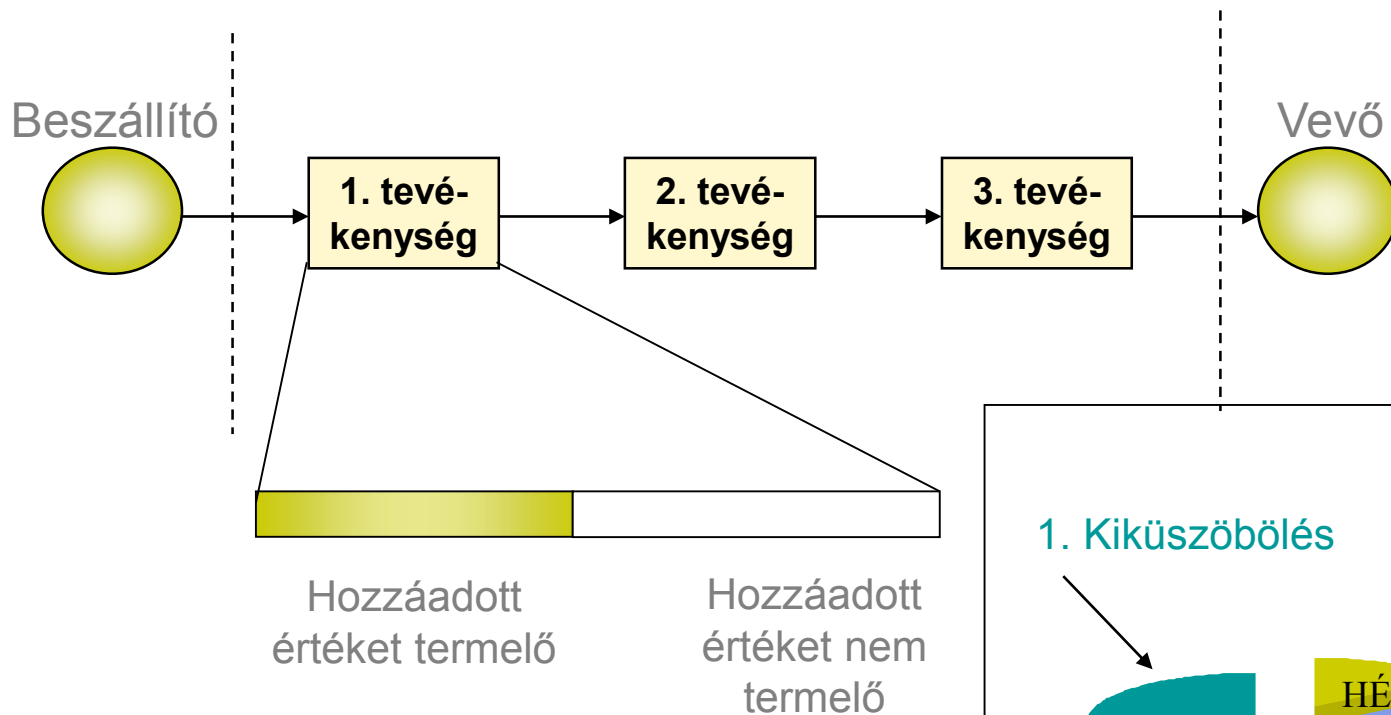 Beszállító
Vevő
1. tevé-
kenység
2. tevé-
kenység
3. tevé-
kenység
1. Kiküszöbölés
Hozzáadott
értéket termelő
Hozzáadott
értéket nem
termelő
HÉ